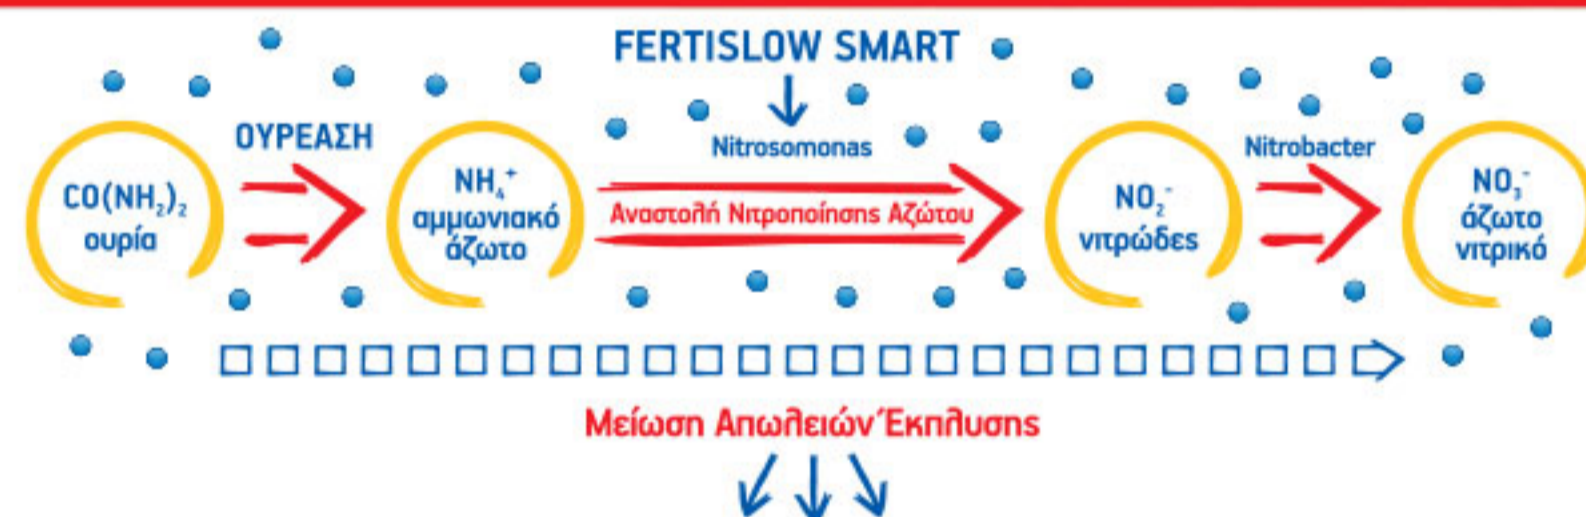 FERTISLOW SMART
ΟΥΡΕΑΣΗ
Nitrosomonas
Nitrobacter
CO(NH₂)₂
ουρία
NH₄⁺
αμμωνιακό
άζωτο
Αναστολή Νιτροποίησης Αζώτου
NO₂⁻
νιτρώδες
NO₃⁻
άζωτο
νιτρικό
Μείωση Απωλειών Έκπλυσης